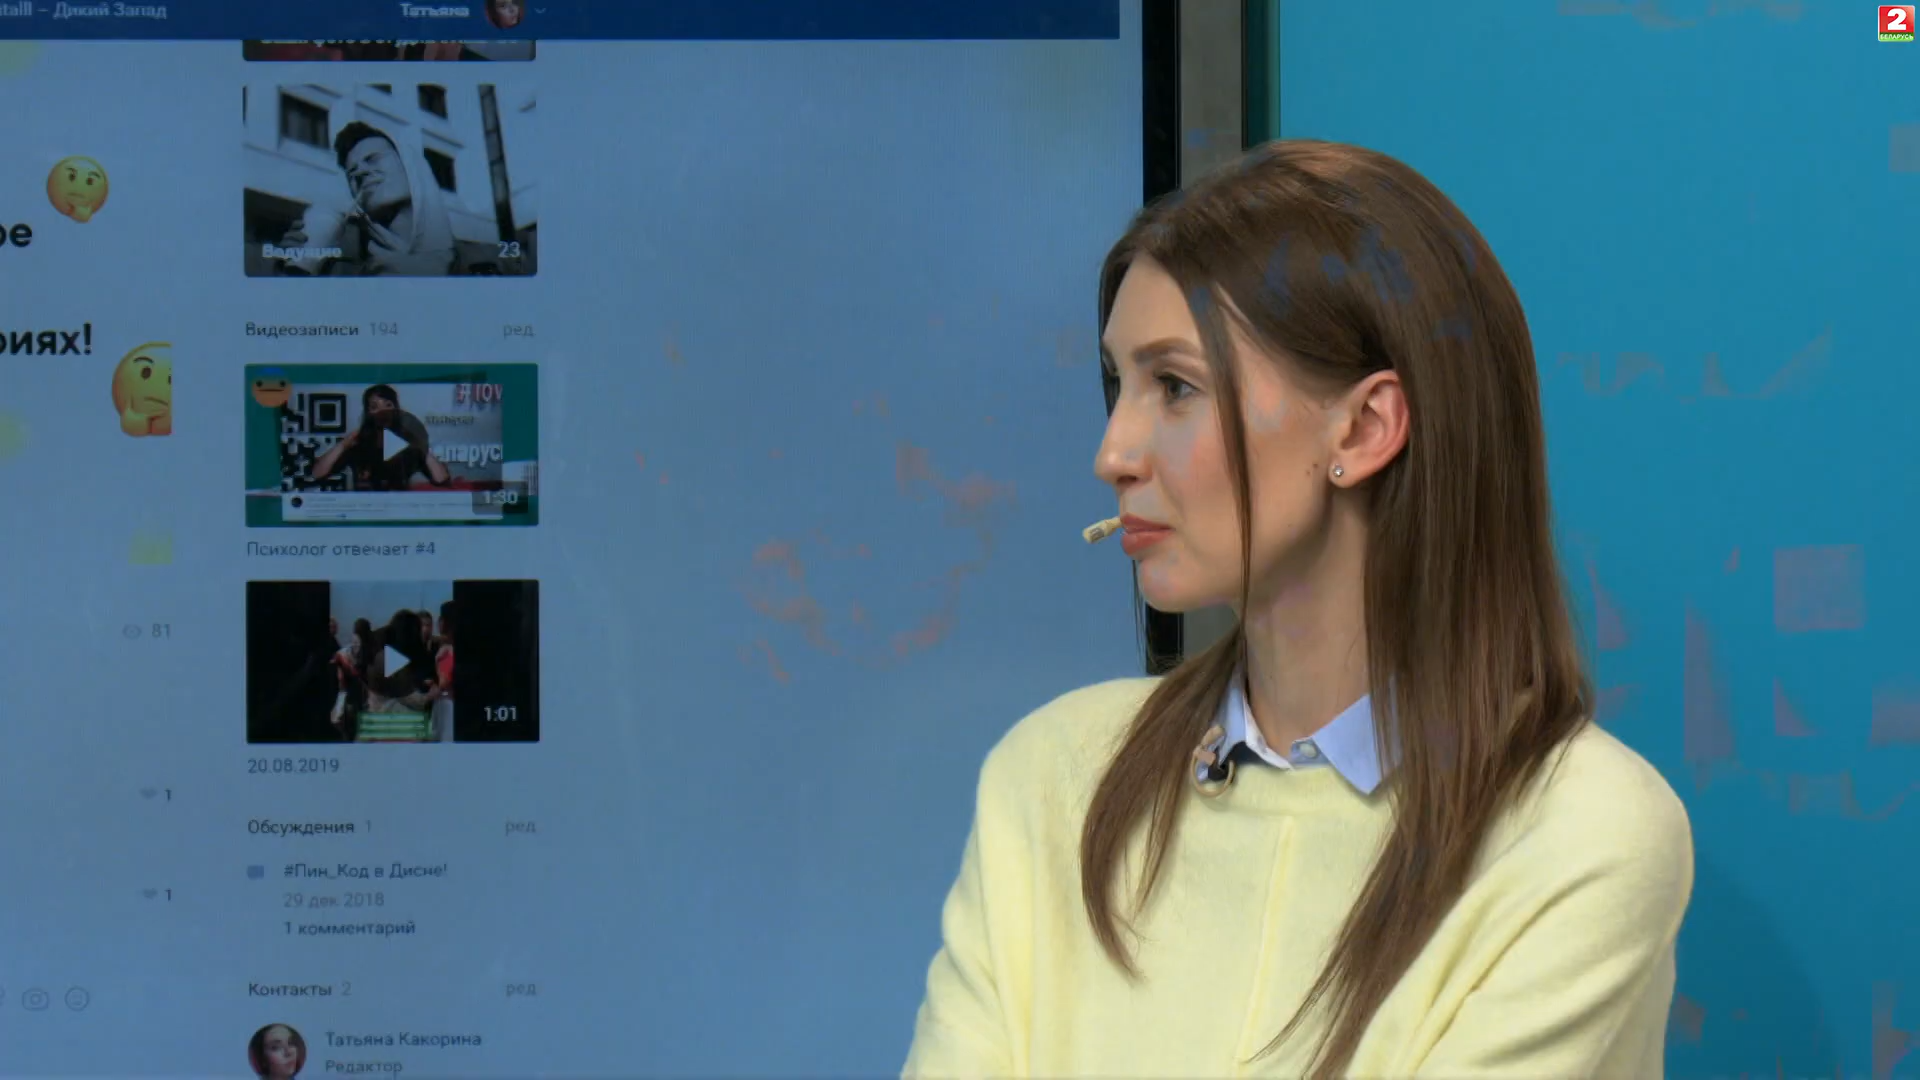 – Дикий Запад
Татьяна
2
БЕЛАРУСЬ
Ведущие
23
риях!
Видеозаписи 194
ред
1:30
Психолог отвечает #4
1:01
81
20.08.2019
1
Обсуждения 1
ред
#Пин_Код в Дисне!
1
29 дек 2018
1 комментарий
Контакты 2
ред
Татьяна Какорина
Редактор